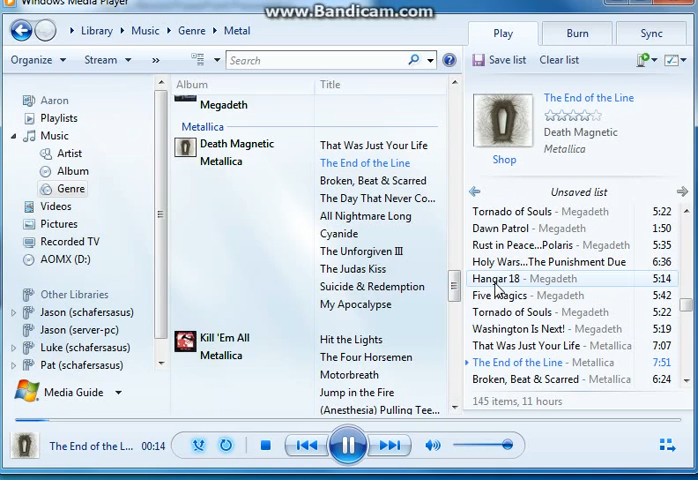 Windows Media Player
www.Bandicam.com
Library
Music
Genre
Metal
Play
Burn
Sync
Organize
Stream
»
Search
Save list
Clear list
Aaron
Playlists
Music
Artist
Album
Genre
Videos
Pictures
Recorded TV
AOMX (D:)
Other Libraries
Jason (schafersasus)
Jason (server-pc)
Luke (schafersasus)
Pat (schafersasus)
Media Guide
Album
Title
Megadeth
Metallica
Death Magnetic
Metallica
That Was Just Your Life
The End of the Line
Broken, Beat & Scarred
The Day That Never Co...
All Nightmare Long
Cyanide
The Unforgiven III
The Judas Kiss
Suicide & Redemption
My Apocalypse
Kill 'Em All
Metallica
Hit the Lights
The Four Horsemen
Motorbreath
Jump in the Fire
(Anesthesia) Pulling Tee...
The End of the Line
Death Magnetic
Metallica
Shop
Unsaved list
Tornado of Souls - Megadeth 5:22
Dawn Patrol - Megadeth 1:50
Rust in Peace...Polaris - Megadeth 5:35
Holy Wars...The Punishment Due 6:36
Hangar 18 - Megadeth 5:14
Five Magics - Megadeth 5:42
Tornado of Souls - Megadeth 5:22
Washington Is Next! - Megadeth 5:19
That Was Just Your Life - Metallica 7:07
The End of the Line - Metallica 7:51
Broken, Beat & Scarred - Metallica 6:24
145 items, 11 hours
The End of the L...
00:14